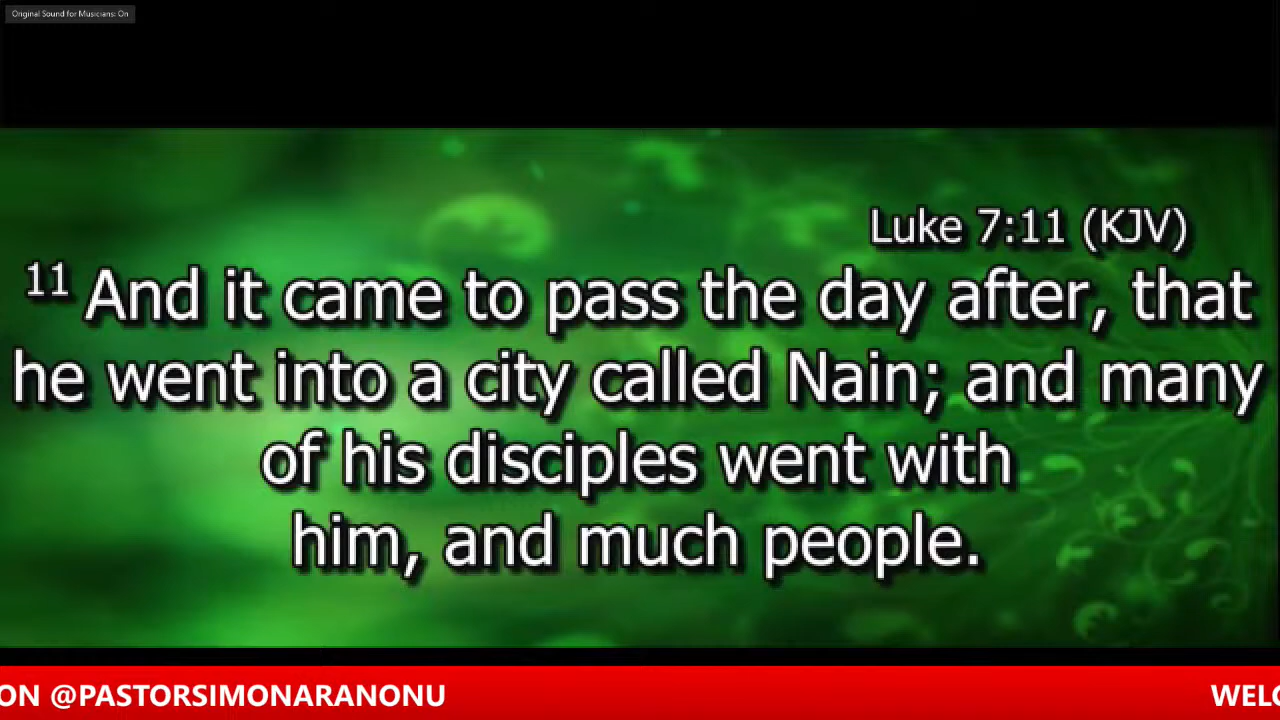 Original Sound for Musicians: On
Luke 7:11 (KJV)
11 And it came to pass the day after, that
he went into a city called Nain; and many
of his disciples went with
him, and much people.
ON @PASTORSIMONARANONU